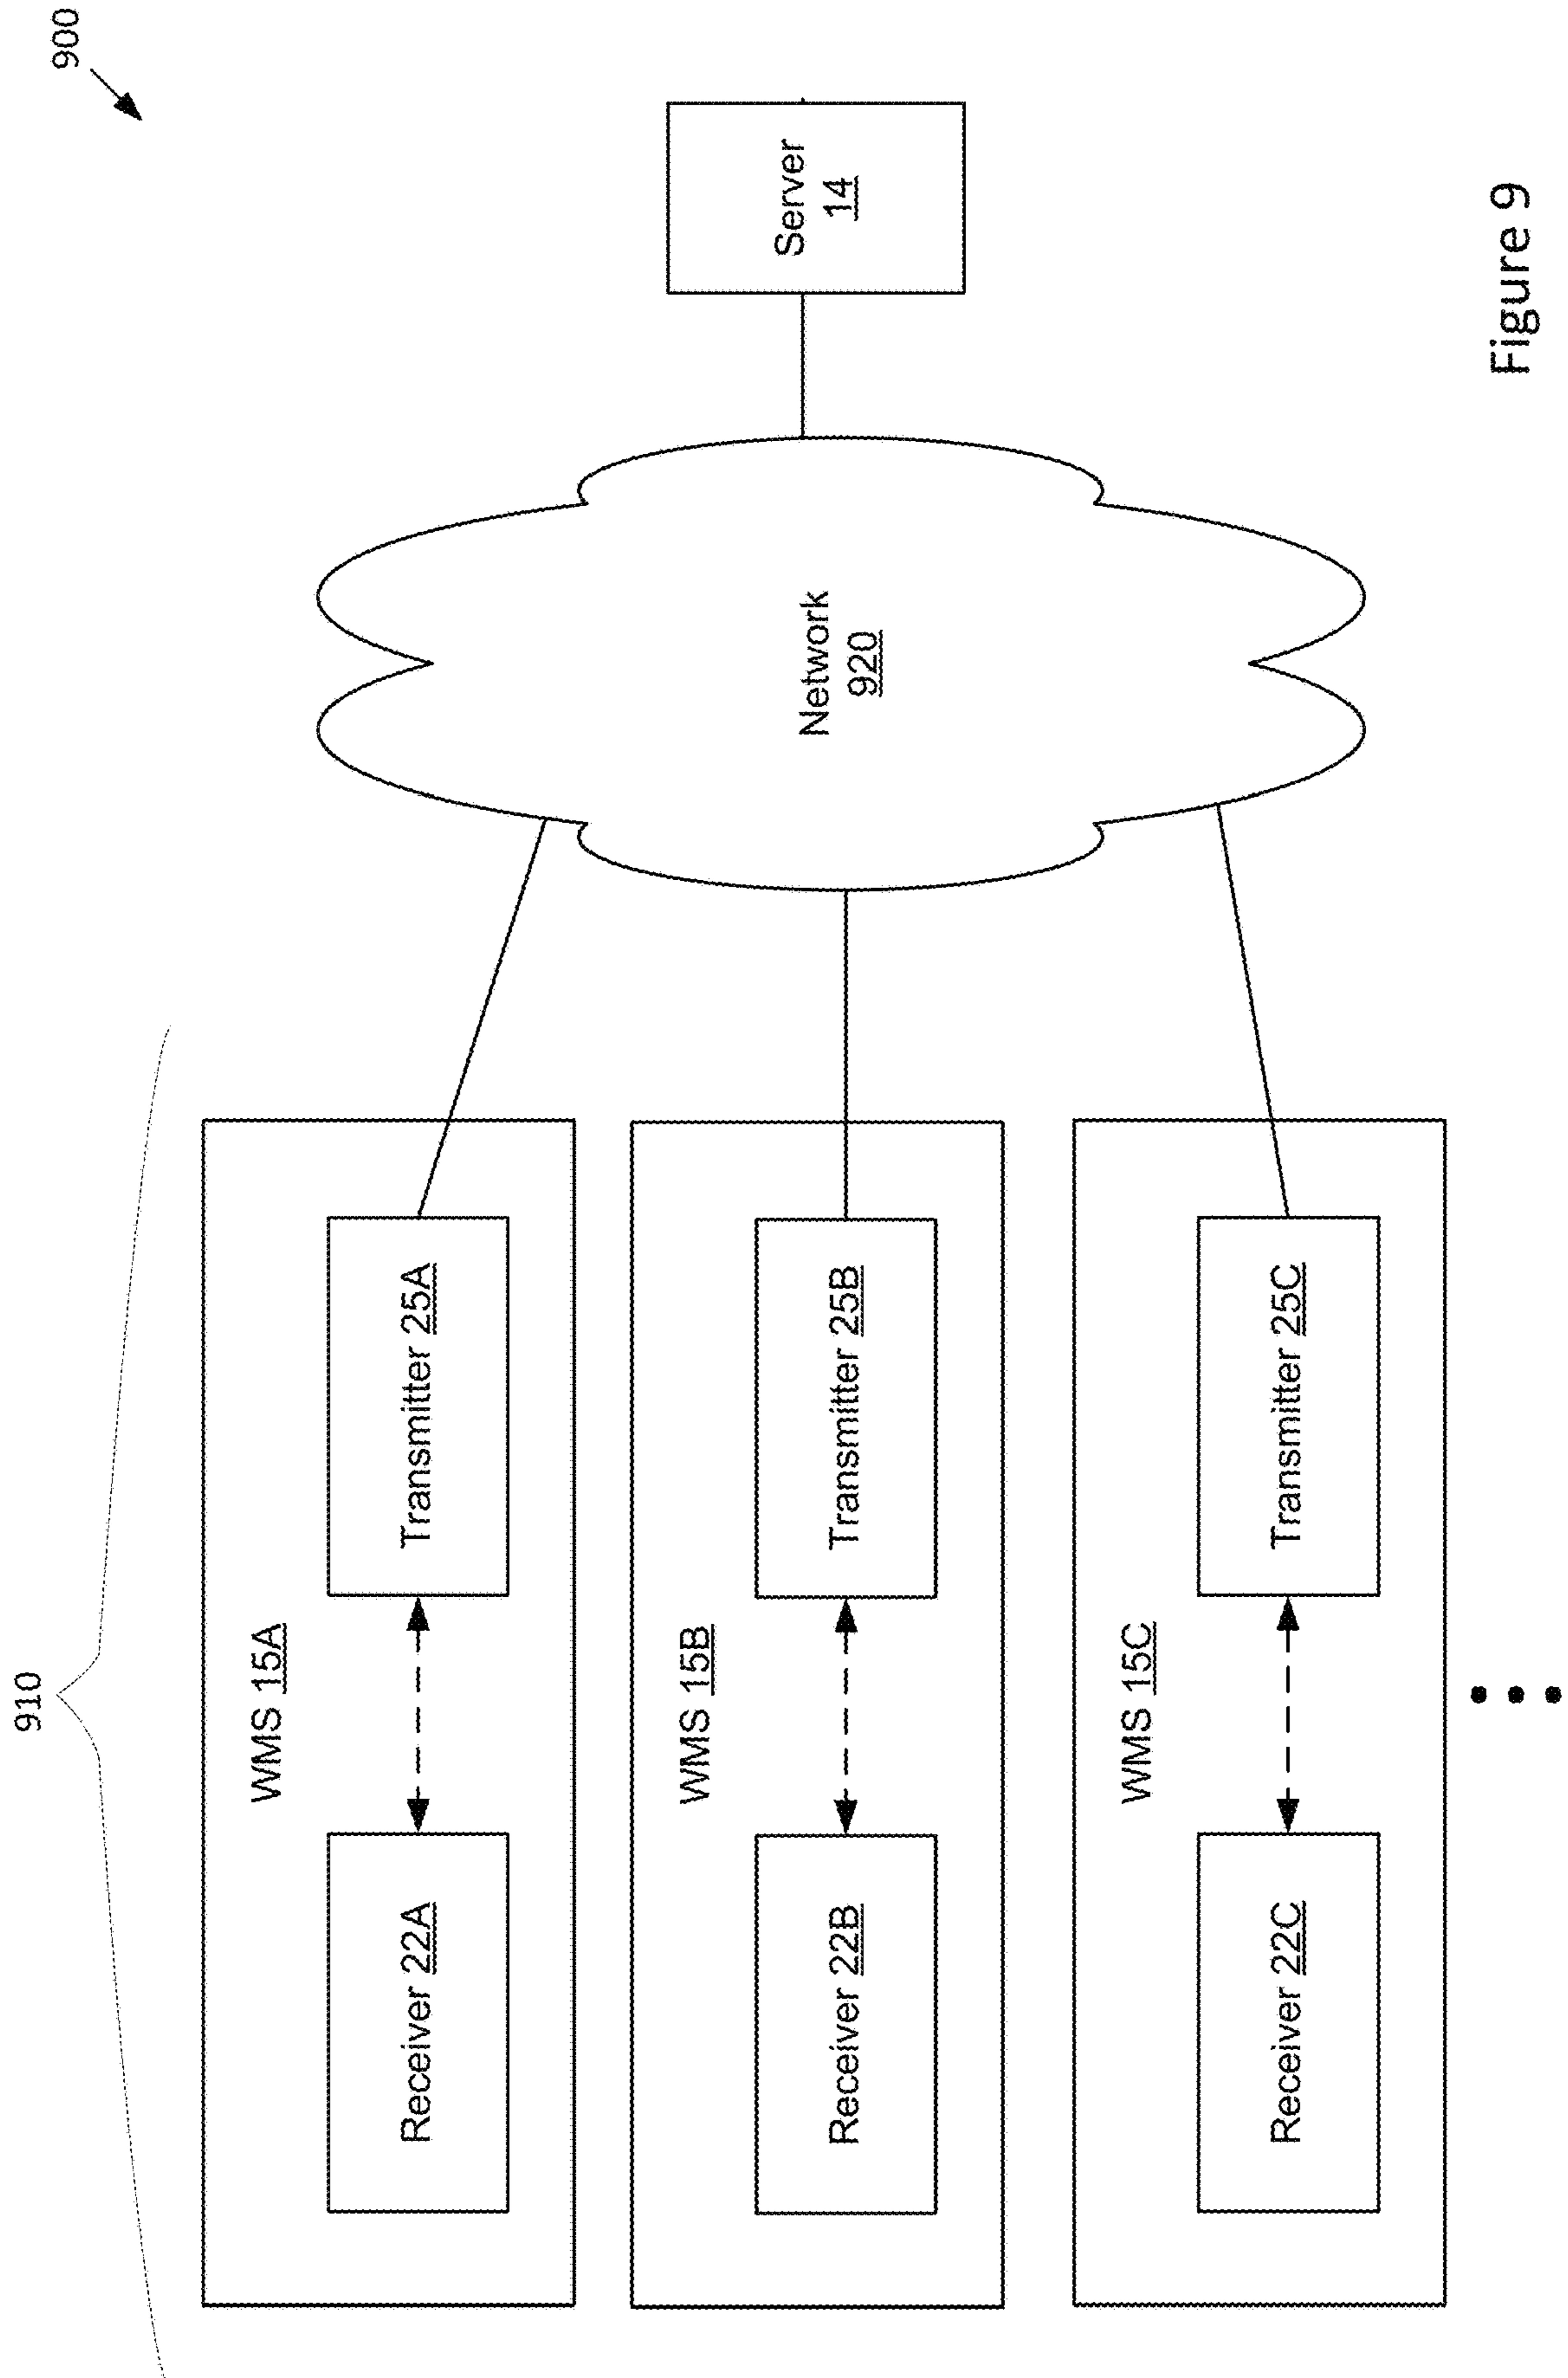 900
910
WMS 15A
Receiver 22A
Transmitter 25A
WMS 15B
Receiver 22B
Transmitter 25B
WMS 15C
Receiver 22C
Transmitter 25C
Network
920
Server
14
Figure 9